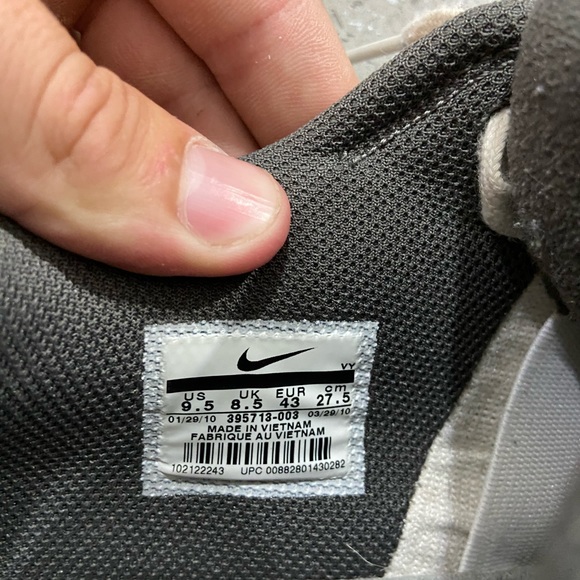 VY
US UK EUR cm
9.5 8.5 43 27.5
01/29/10 395713-003 03/29/10
MADE IN VIETNAM
FABRIQUE AU VIETNAM
102122243 UPC 00882801430282